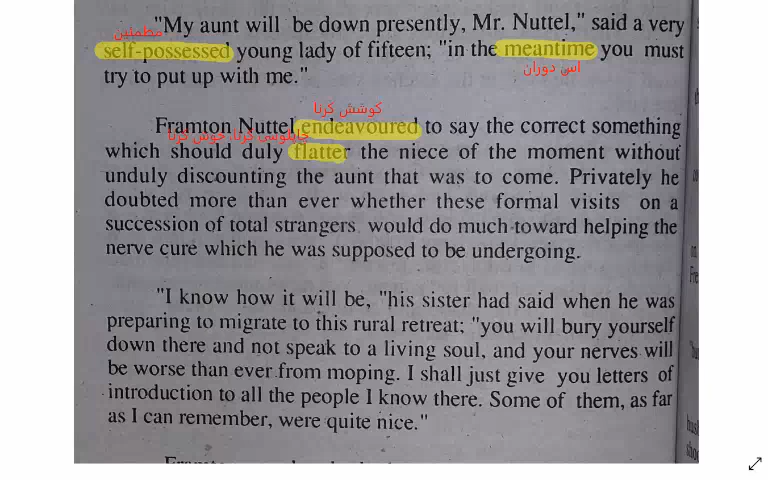 "My aunt will be down presently, Mr. Nuttel," said a very
مطمئین
self-possessed young lady of fifteen; "in the meantime you must
اسی دوران
try to put up with me."
کوشش کرنا
Framton Nuttel endeavoured to say the correct something
چاپلوسی کرنا، خوش کرنا
which should duly flatter the niece of the moment without
unduly discounting the aunt that was to come. Privately he
doubted more than ever whether these formal visits on a
succession of total strangers would do much toward helping the
nerve cure which he was supposed to be undergoing.
"I know how it will be, "his sister had said when he was
preparing to migrate to this rural retreat; "you will bury yourself
down there and not speak to a living soul, and your nerves will
be worse than ever from moping. I shall just give you letters of
introduction to all the people I know there. Some of them, as far
as I can remember, were quite nice."